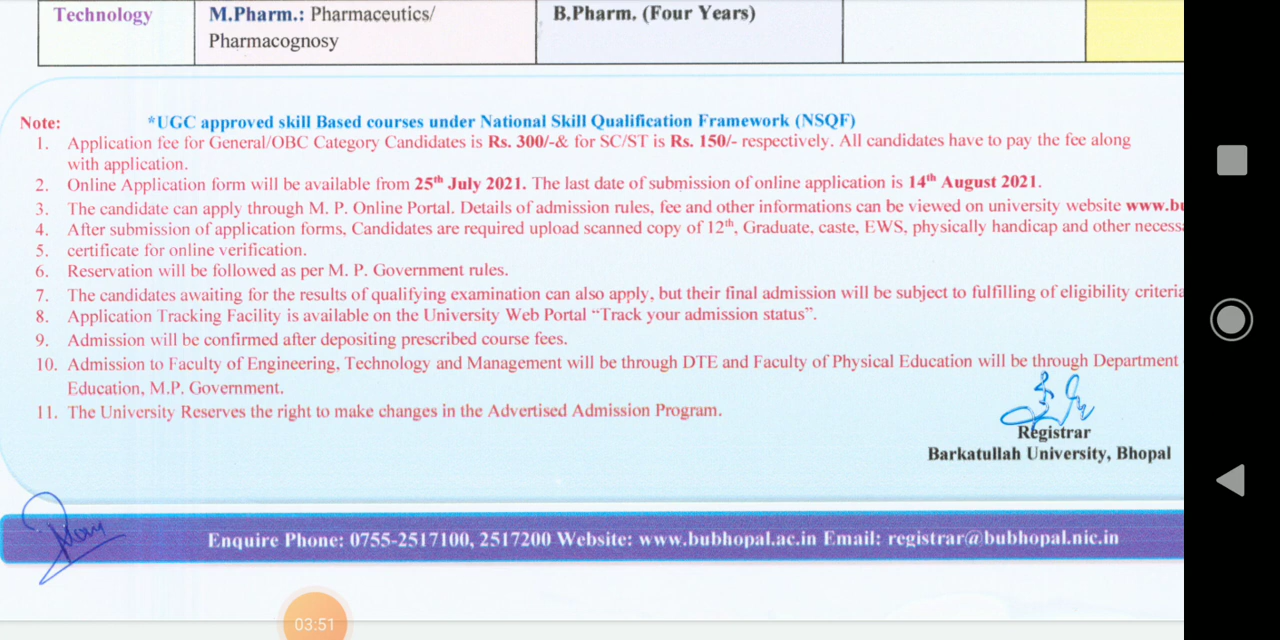 Technology M.Pharm.: Pharmaceutics/ B.Pharm. (Four Years)
Pharmacognosy
Note: *UGC approved skill Based courses under National Skill Qualification Framework (NSQF)
1. Application fee for General/OBC Category Candidates is Rs. 300/-& for SC/ST is Rs. 150/- respectively. All candidates have to pay the fee along
with application.
2. Online Application form will be available from 25th July 2021. The last date of submission of online application is 14th August 2021.
3. The candidate can apply through M. P. Online Portal. Details of admission rules, fee and other informations can be viewed on university website www.bu
4. After submission of application forms, Candidates are required upload scanned copy of 12th, Graduate, caste, EWS, physically handicap and other necess
5. certificate for online verification.
6. Reservation will be followed as per M. P. Government rules.
7. The candidates awaiting for the results of qualifying examination can also apply, but their final admission will be subject to fulfilling of eligibility criteria
8. Application Tracking Facility is available on the University Web Portal “Track your admission status”.
9. Admission will be confirmed after depositing prescribed course fees.
10. Admission to Faculty of Engineering, Technology and Management will be through DTE and Faculty of Physical Education will be through Department
Education, M.P. Government.
11. The University Reserves the right to make changes in the Advertised Admission Program.
Registrar
Barkatullah University, Bhopal
Enquire Phone: 0755-2517100, 2517200 Website: www.bubhopal.ac.in Email: registrar@bubhopal.nic.in
03:51